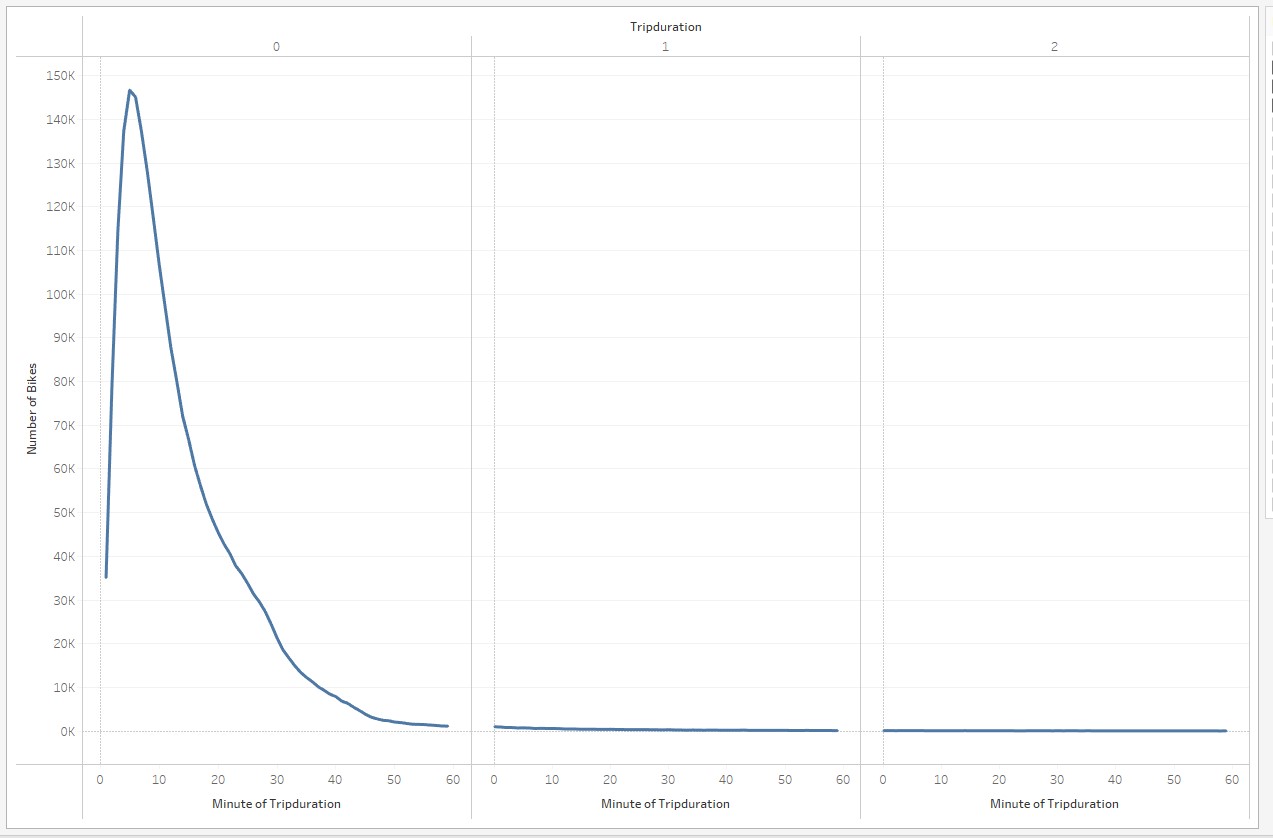 Tripduration
0 1 2
150K
140K
130K
120K
110K
100K
90K
80K
70K
60K
50K
40K
30K
20K
10K
0K
Number of Bikes
0 10 20 30 40 50 60 0 10 20 30 40 50 60 0 10 20 30 40 50 60
Minute of Tripduration Minute of Tripduration Minute of Tripduration